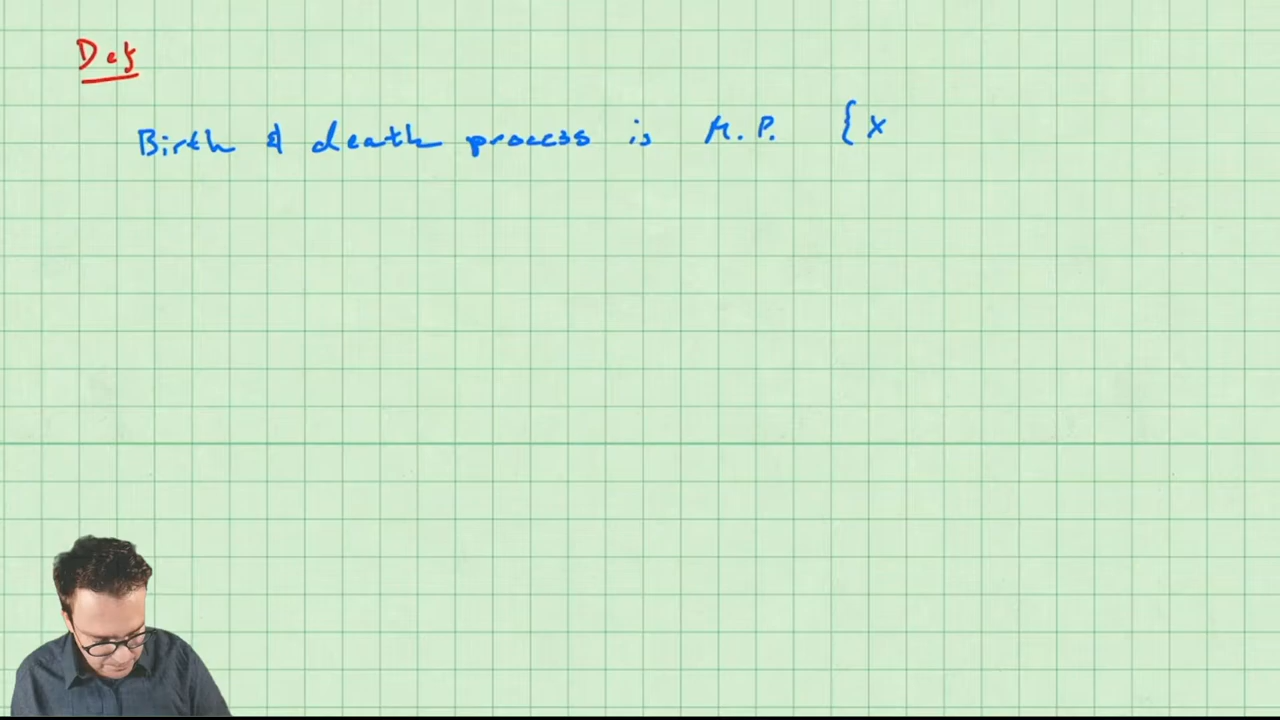 Def
Birth & death process is M.P. {x